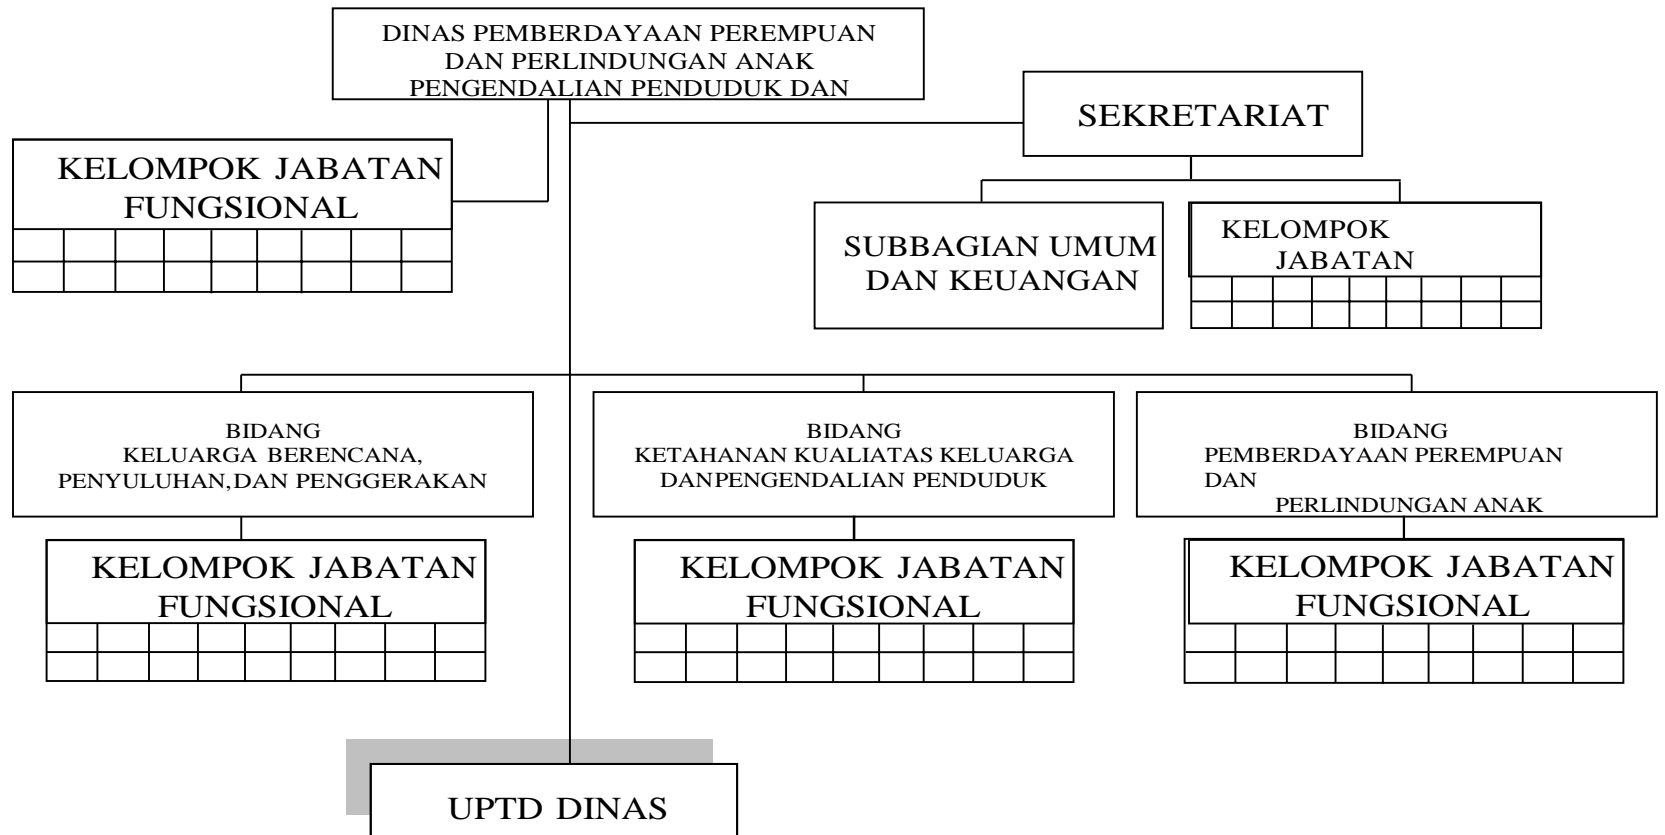 DINAS PEMBERDAYAAN PEREMPUAN
DAN PERLINDUNGAN ANAK
PENGENDALIAN PENDUDUK DAN
SEKRETARIAT
KELOMPOK JABATAN
FUNGSIONAL
SUBBAGIAN UMUM
DAN KEUANGAN
KELOMPOK
JABATAN
BIDANG
KELUARGA BERENCANA,
PENYULUHAN,DAN PENGGERAKAN
BIDANG
KETAHANAN KUALIATAS KELUARGA
DANPENGENDALIAN PENDUDUK
BIDANG
PEMBERDAYAAN PEREMPUAN
DAN
PERLINDUNGAN ANAK
KELOMPOK JABATAN
FUNGSIONAL
KELOMPOK JABATAN
FUNGSIONAL
KELOMPOK JABATAN
FUNGSIONAL
UPTD DINAS